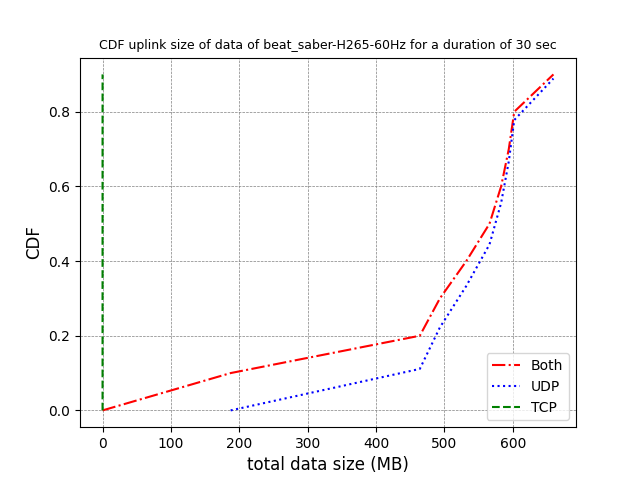 CDF uplink size of data of beat_saber-H265-60Hz for a duration of 30 sec
CDF
0.8
0.6
0.4
0.2
0.0
0 100 200 300 400 500 600
total data size (MB)
Both
UDP
TCP